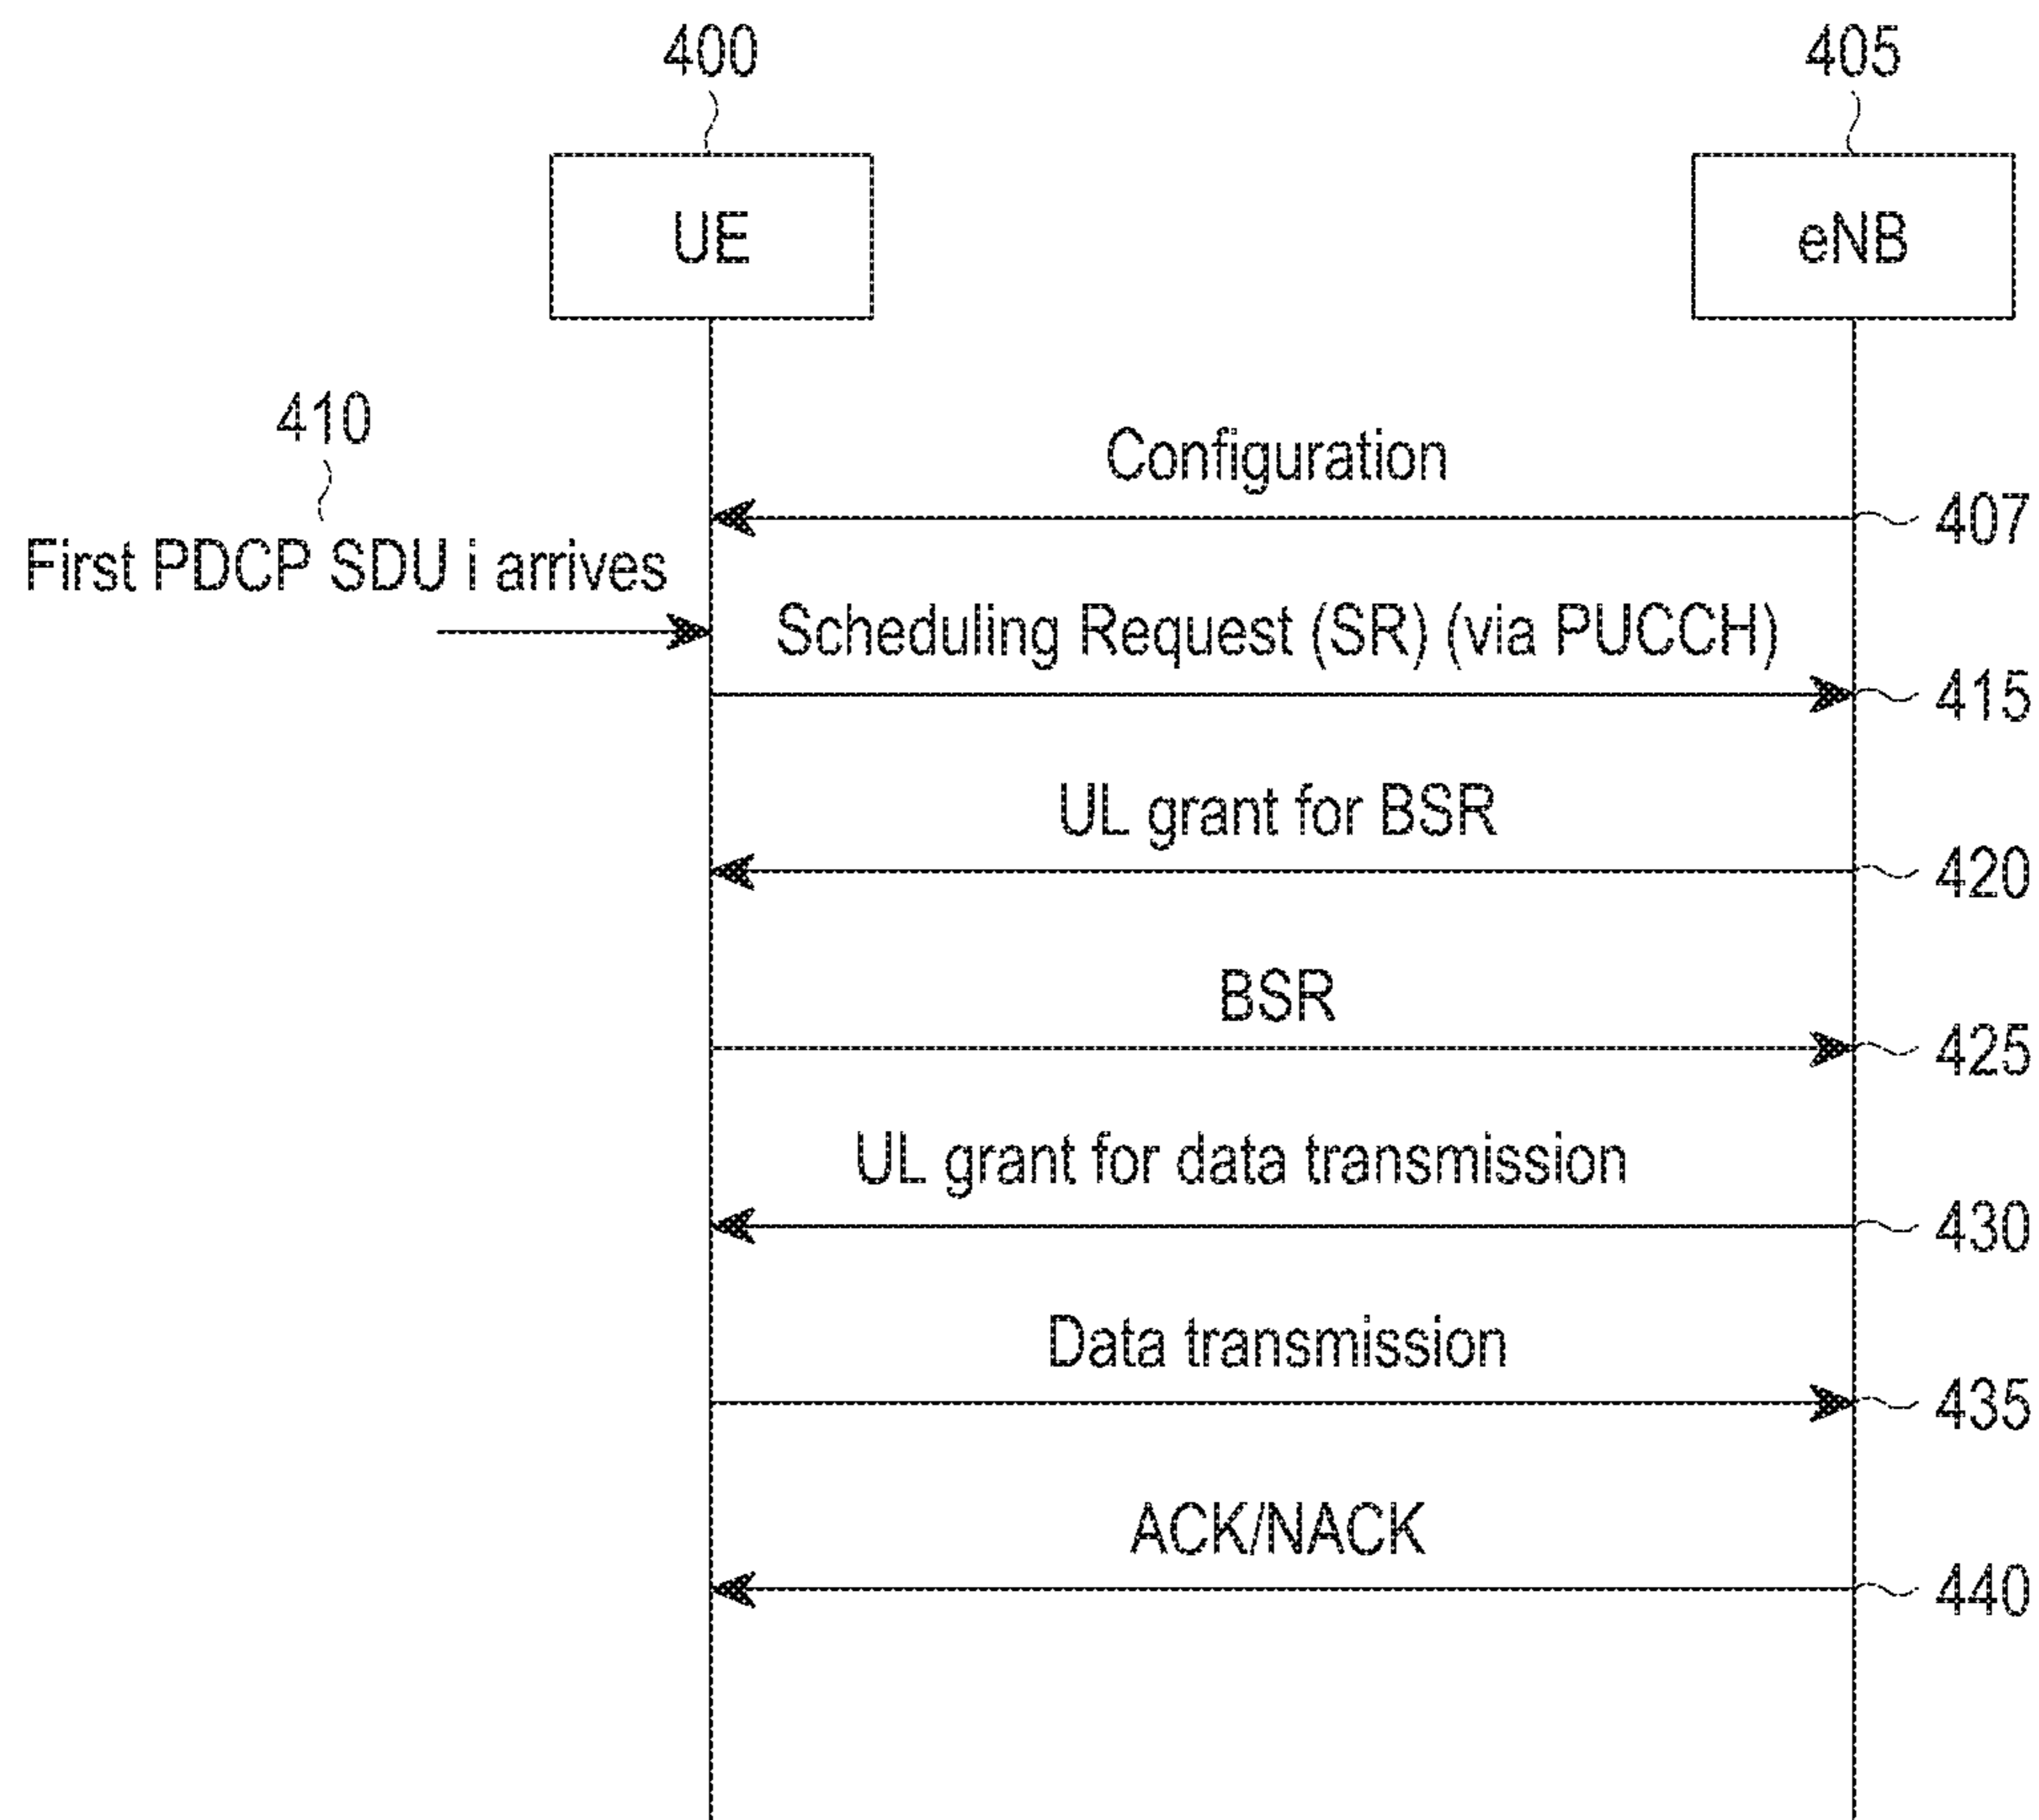 400
405
UE
eNB
410
Configuration
407
First PDCP SDU i arrives
Scheduling Request (SR) (via PUCCH)
415
UL grant for BSR
420
BSR
425
UL grant for data transmission
430
Data transmission
435
ACK/NACK
440